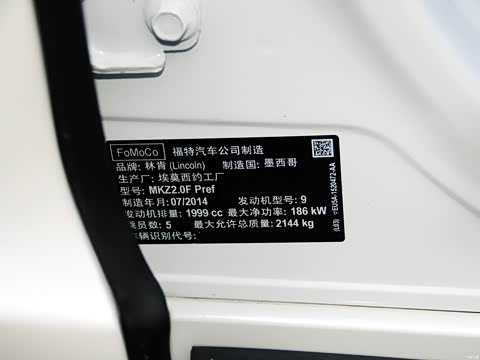 FoMoCo 福特汽车公司制造
品牌: 林肯 (Lincoln) 制造国: 墨西哥
生产厂: 埃莫西约工厂
型号: MKZ2.0F Pref
制造年月: 07/2014 发动机型号: 9
发动机排量: 1999 cc 最大净功率: 186 kW
乘员数: 5 最大允许总质量: 2144 kg
车辆识别代号:
(L03) EU5A-1520472-AA